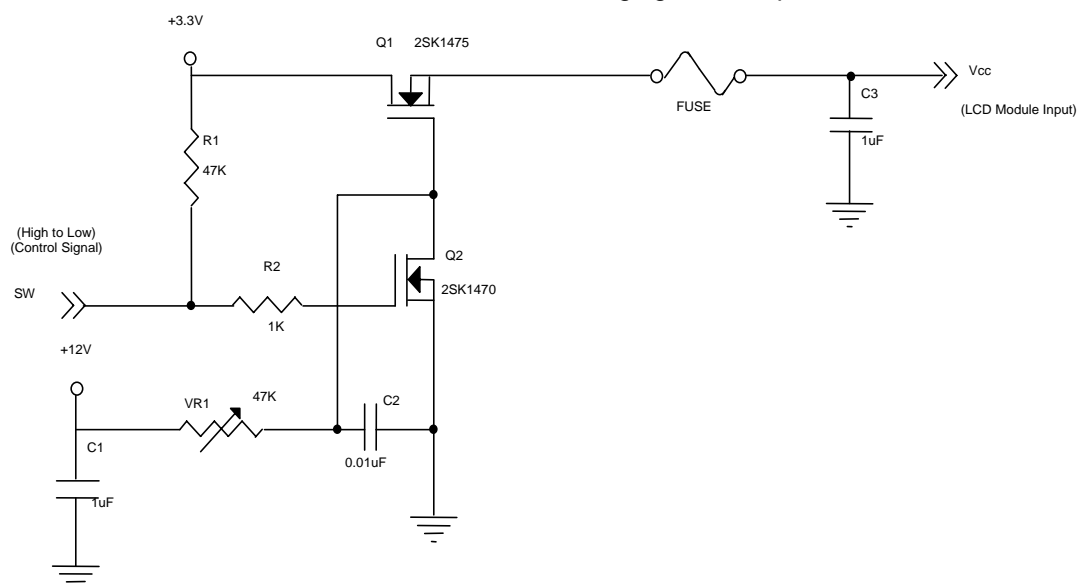 +3.3V
Q1 2SK1475
Vcc
C3
FUSE
(LCD Module Input)
R1
1uF
47K
(High to Low)
(Control Signal)
Q2
R2
SW
2SK1470
1K
+12V
VR1
47K
C2
C1
0.01uF
1uF